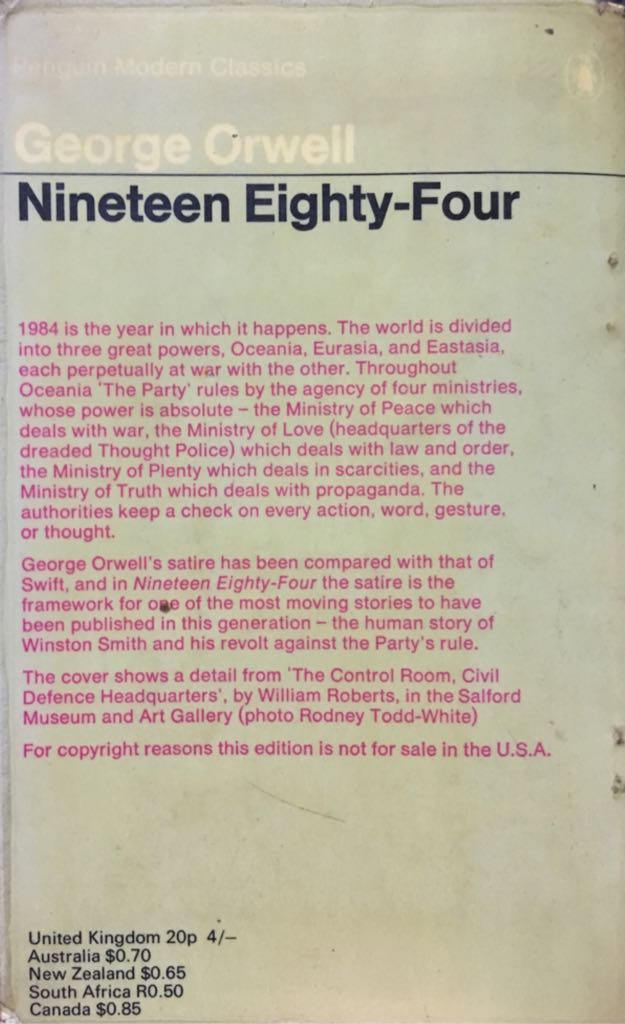 Penguin Modern Classics
George Orwell
Nineteen Eighty-Four
1984 is the year in which it happens. The world is divided
into three great powers, Oceania, Eurasia, and Eastasia,
each perpetually at war with the other. Throughout
Oceania 'The Party' rules by the agency of four ministries,
whose power is absolute – the Ministry of Peace which
deals with war, the Ministry of Love (headquarters of the
dreaded Thought Police) which deals with law and order,
the Ministry of Plenty which deals in scarcities, and the
Ministry of Truth which deals with propaganda. The
authorities keep a check on every action, word, gesture,
or thought.
George Orwell's satire has been compared with that of
Swift, and in Nineteen Eighty-Four the satire is the
framework for one of the most moving stories to have
been published in this generation – the human story of
Winston Smith and his revolt against the Party's rule.
The cover shows a detail from 'The Control Room, Civil
Defence Headquarters', by William Roberts, in the Salford
Museum and Art Gallery (photo Rodney Todd-White)
For copyright reasons this edition is not for sale in the U.S.A.
United Kingdom 20p 4/–
Australia $0.70
New Zealand $0.65
South Africa R0.50
Canada $0.85